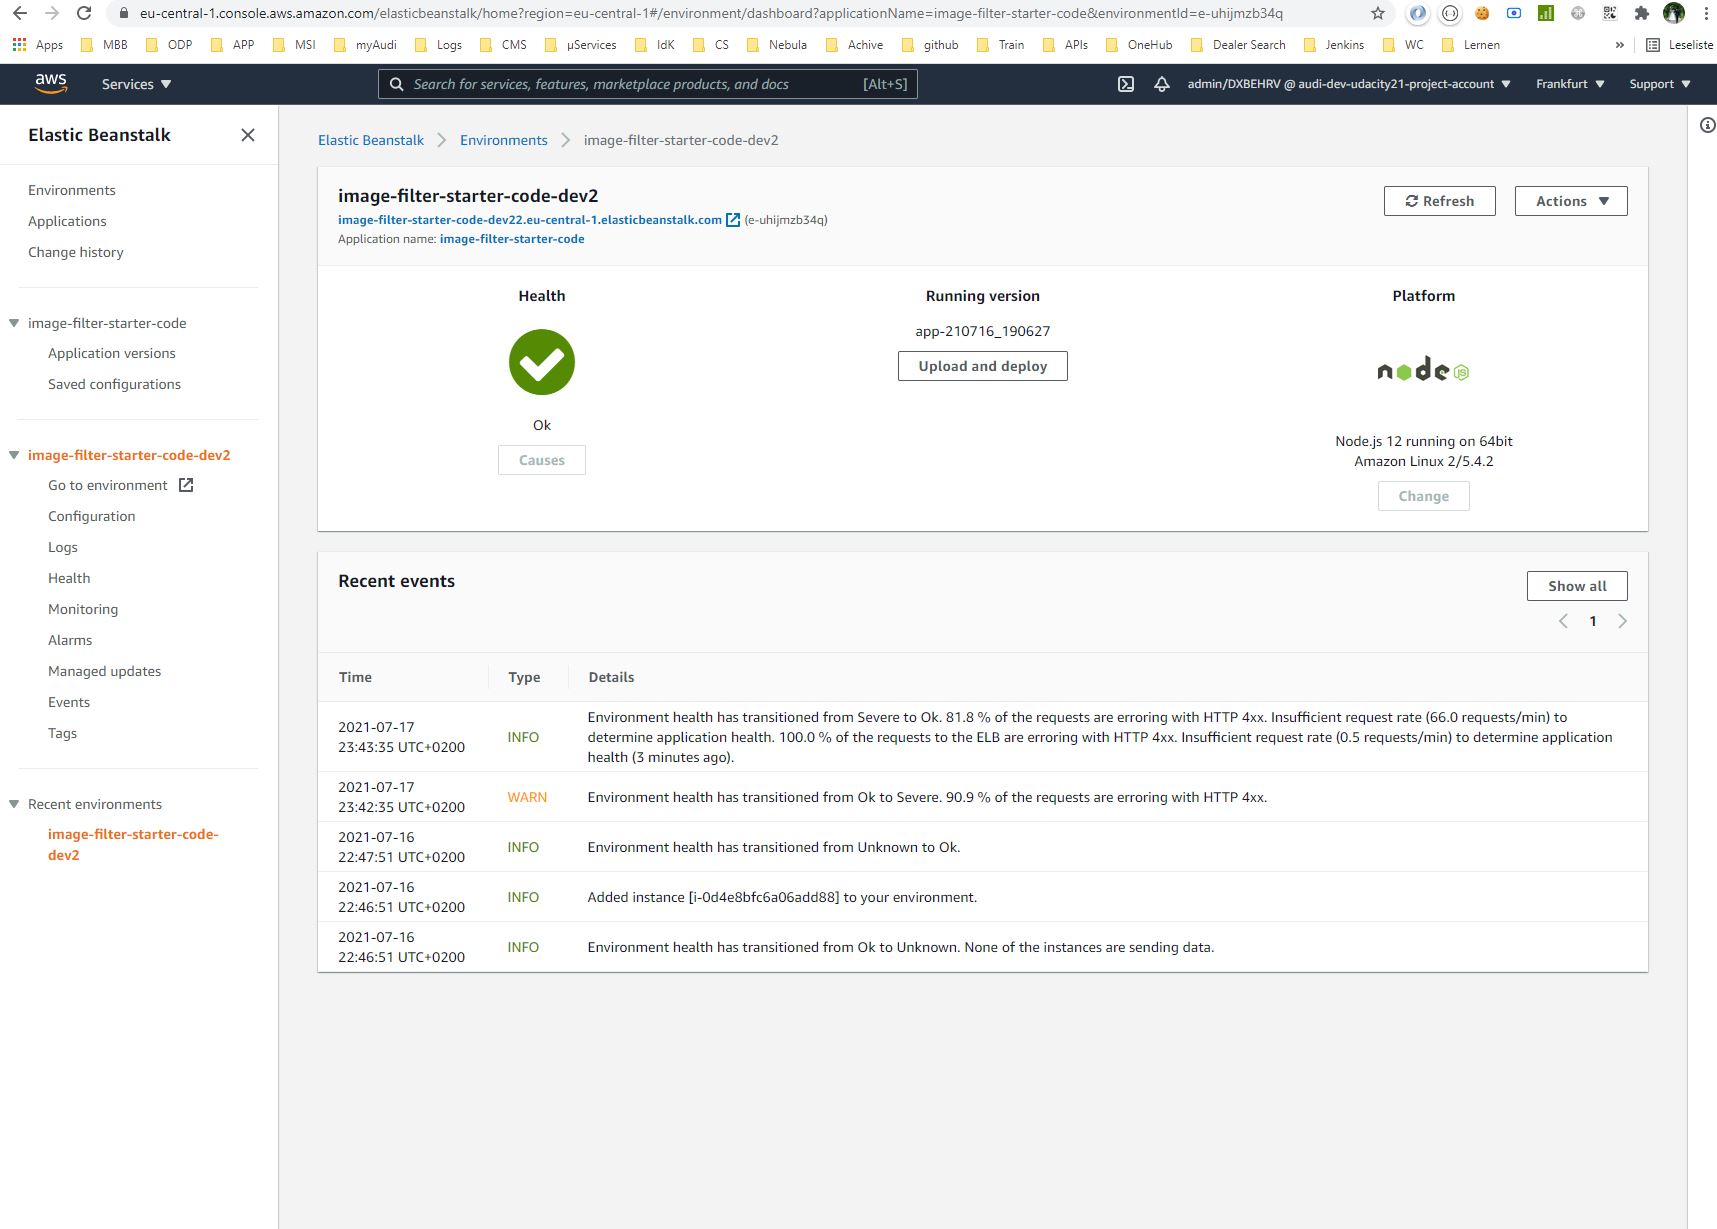 eu-central-1.console.aws.amazon.com/elasticbeanstalk/home?region=eu-central-1#/environment/dashboard?applicationName=image-filter-starter-code&environmentId=e-uhijmzb34q
Apps MBB ODP APP MSI myAudi Logs CMS µServices IdK CS Nebula Achive github Train APIs OneHub Dealer Search Jenkins WC Lernen » Leseliste
aws Services Search for services, features, marketplace products, and docs [Alt+S] admin/DXBEHRV @ audi-dev-udacity21-project-account Frankfurt Support
Elastic Beanstalk
Environments
Applications
Change history
image-filter-starter-code
Application versions
Saved configurations
image-filter-starter-code-dev2
Go to environment
Configuration
Logs
Health
Monitoring
Alarms
Managed updates
Events
Tags
Recent environments
image-filter-starter-code-
dev2
Elastic Beanstalk Environments image-filter-starter-code-dev2
image-filter-starter-code-dev2
Refresh Actions
image-filter-starter-code-dev22.eu-central-1.elasticbeanstalk.com (e-uhijmzb34q)
Application name: image-filter-starter-code
Health
Ok
Causes
Running version
app-210716_190627
Upload and deploy
Platform
node JS
Node.js 12 running on 64bit
Amazon Linux 2/5.4.2
Change
Recent events
Show all
1
Time Type Details
2021-07-17
23:43:35 UTC+0200
INFO
Environment health has transitioned from Severe to Ok. 81.8 % of the requests are erroring with HTTP 4xx. Insufficient request rate (66.0 requests/min) to
determine application health. 100.0 % of the requests to the ELB are erroring with HTTP 4xx. Insufficient request rate (0.5 requests/min) to determine application
health (3 minutes ago).
2021-07-17
23:42:35 UTC+0200
WARN
Environment health has transitioned from Ok to Severe. 90.9 % of the requests are erroring with HTTP 4xx.
2021-07-16
22:47:51 UTC+0200
INFO
Environment health has transitioned from Unknown to Ok.
2021-07-16
22:46:51 UTC+0200
INFO
Added instance [i-0d4e8bfc6a06add88] to your environment.
2021-07-16
22:46:51 UTC+0200
INFO
Environment health has transitioned from Ok to Unknown. None of the instances are sending data.